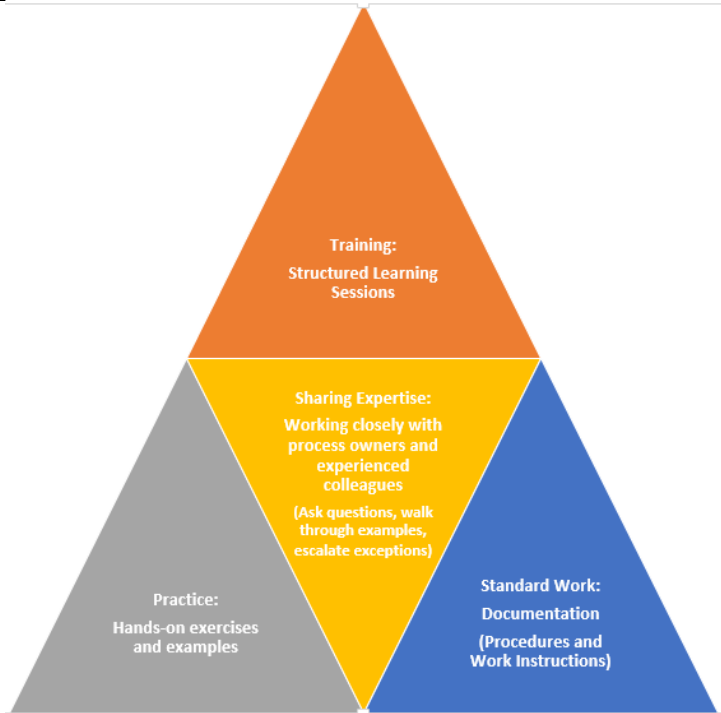 Training:
Structured Learning
Sessions
Sharing Expertise:
Working closely with
process owners and
experienced
colleagues
(Ask questions, walk
through examples,
escalate exceptions)
Practice:
Hands-on exercises
and examples
Standard Work:
Documentation
(Procedures and
Work Instructions)